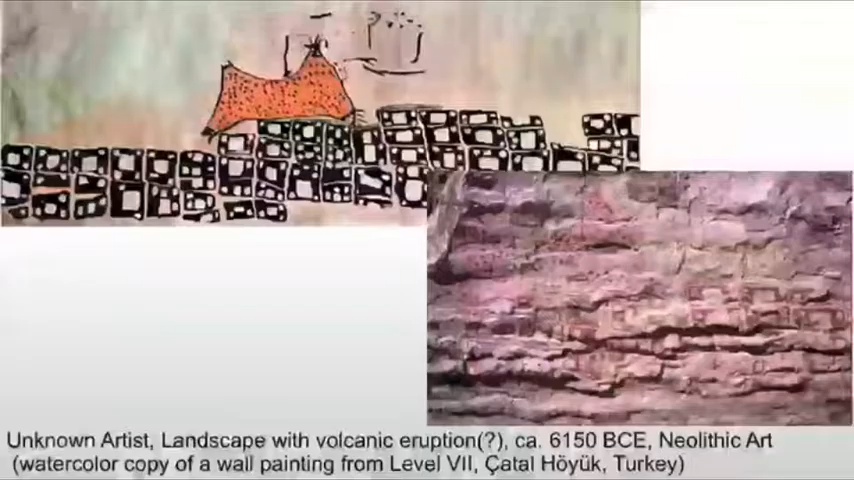 Unknown Artist, Landscape with volcanic eruption(?), ca. 6150 BCE, Neolithic Art
(watercolor copy of a wall painting from Level VII, Çatal Höyük, Turkey)